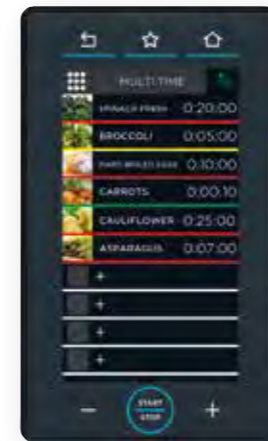 MULTI TIME
SPINACH FRESH 0:20:00
BROCCOLI 0:05:00
HARD BOILED EGGS 0:10:00
CARROTS 0:00:10
CAULIFLOWER 0:25:00
ASPARAGUS 0:07:00
+
+
+
+
- START +
STOP